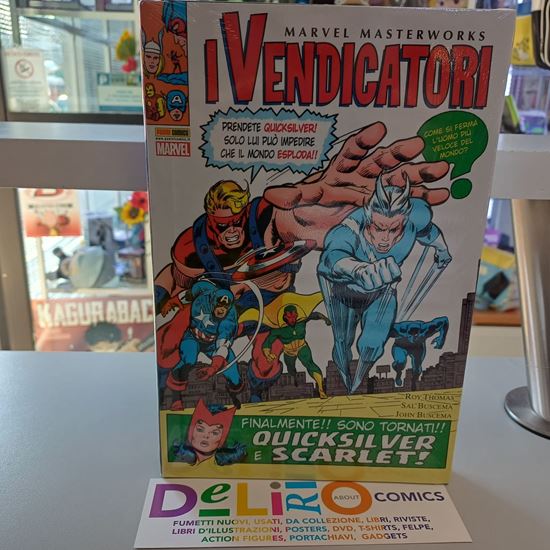 MARVEL MASTERWORKS
I VENDICATORI
PANINI COMICS
MARVEL
PRENDETE QUICKSILVER!
SOLO LUI PUÒ IMPEDIRE
CHE IL MONDO ESPLODA!!
COME SI FERMA
L'UOMO PIÙ
VELOCE DEL
MONDO?
ROY THOMAS
SAL BUSCEMA
JOHN BUSCEMA
FINALMENTE!! SONO TORNATI!!
QUICKSILVER
E SCARLET!
KAGURABAC
DeLiRIO ABOUT COMICS
FUMETTI NUOVI, USATI, DA COLLEZIONE, LIBRI, RIVISTE,
LIBRI D'ILLUSTRAZIONI, POSTERS, DVD, T-SHIRTS, FELPE,
ACTION FIGURES, PORTACHIAVI, GADGETS